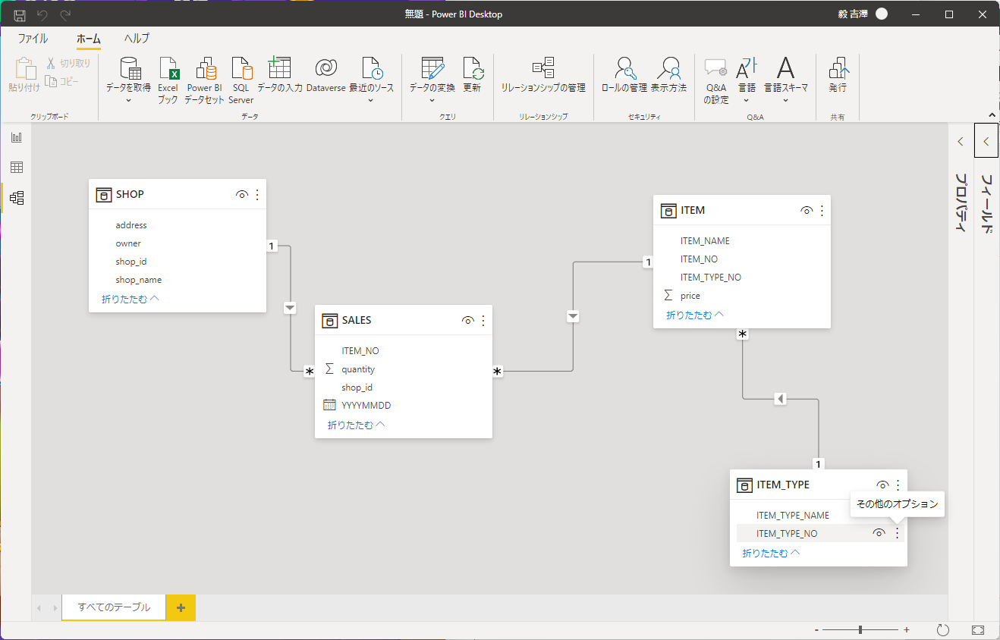 無題 - Power BI Desktop
毅 吉澤
ファイル
ホーム
ヘルプ
貼り付け
切り取り
コピー
クリップボード
データを取得
Excel
ブック
Power BI
データセット
SQL
Server
データの入力
Dataverse
最近のソース
データ
データの変換
更新
クエリ
リレーションシップの管理
リレーションシップ
ロールの管理
表示方法
セキュリティ
Q&A
の設定
言語
言語スキーマ
Q&A
発行
共有
プロパティ
フィールド
SHOP
address
owner
shop_id
shop_name
折りたたむ
1
*
SALES
ITEM_NO
quantity
shop_id
YYYYMMDD
折りたたむ
*
1
ITEM
ITEM_NAME
ITEM_NO
ITEM_TYPE_NO
price
折りたたむ
*
1
ITEM_TYPE
その他のオプション
ITEM_TYPE_NAME
ITEM_TYPE_NO
折りたたむ
すべてのテーブル
+
- +